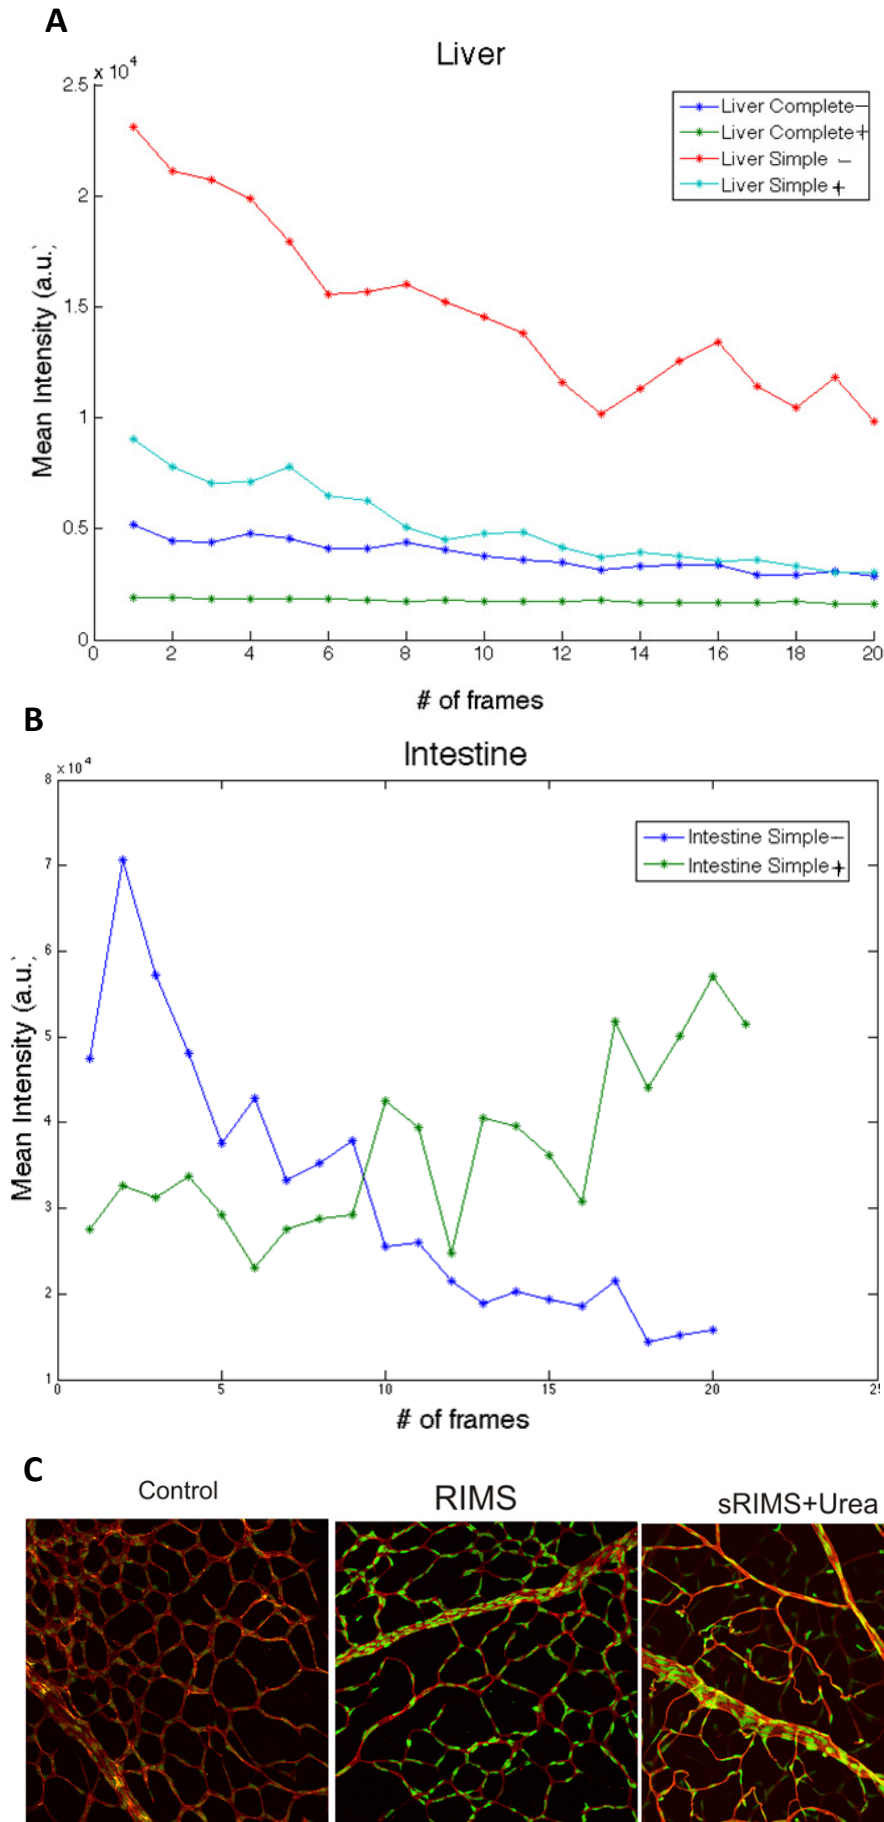 A
Liver
x 10 4
2.5
2
1.5
1
0.5
0
Mean Intensity (a.u.)
Liver Complete −
Liver Complete +
Liver Simple −
Liver Simple +
0 2 4 6 8 10 12 14 16 18 20
# of frames
B
Intestine
x 10 4
8
7
6
5
4
3
2
1
Mean Intensity (a.u.)
Intestine Simple −
Intestine Simple +
0 5 10 15 20 25
# of frames
C
Control RIMS sRIMS+Urea